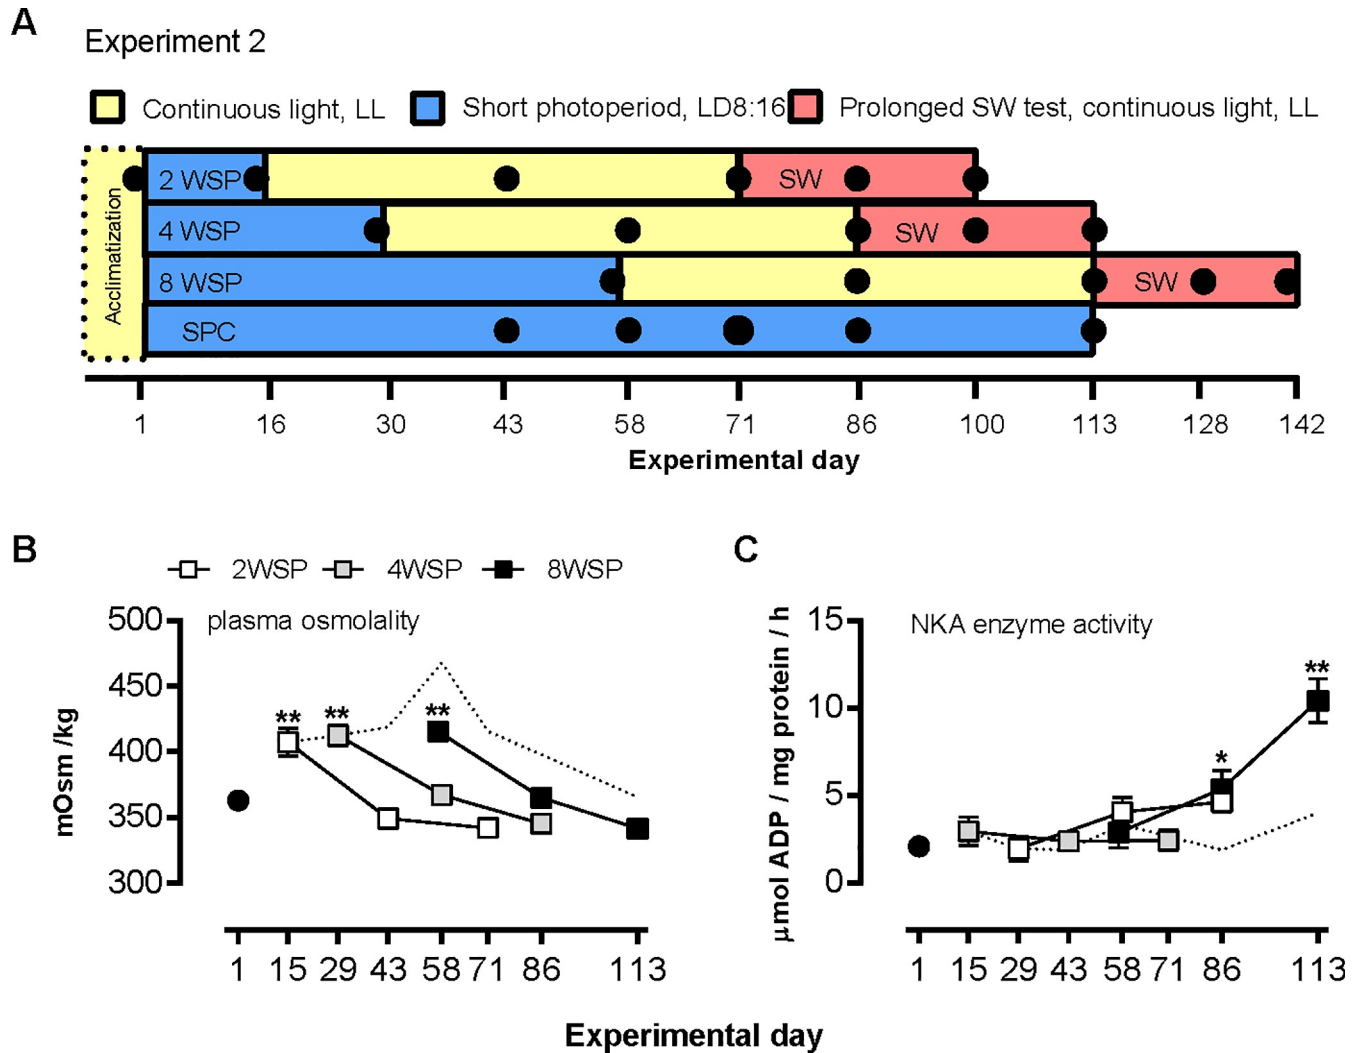 A
Experiment 2
Continuous light, LL
Short photoperiod, LD8:16
Prolonged SW test, continuous light, LL
Acclimatization
2 WSP
SW
4 WSP
SW
8 WSP
SW
SPC
1 16 30 43 58 71 86 100 113 128 142
Experimental day
B
2WSP 4WSP 8WSP
plasma osmolality
mOsm /kg
500
450
400
350
300
** ** **
1 15 29 43 58 71 86 113
C
NKA enzyme activity
μmol ADP / mg protein / h
15
10
5
0
* **
1 15 29 43 58 71 86 113
Experimental day